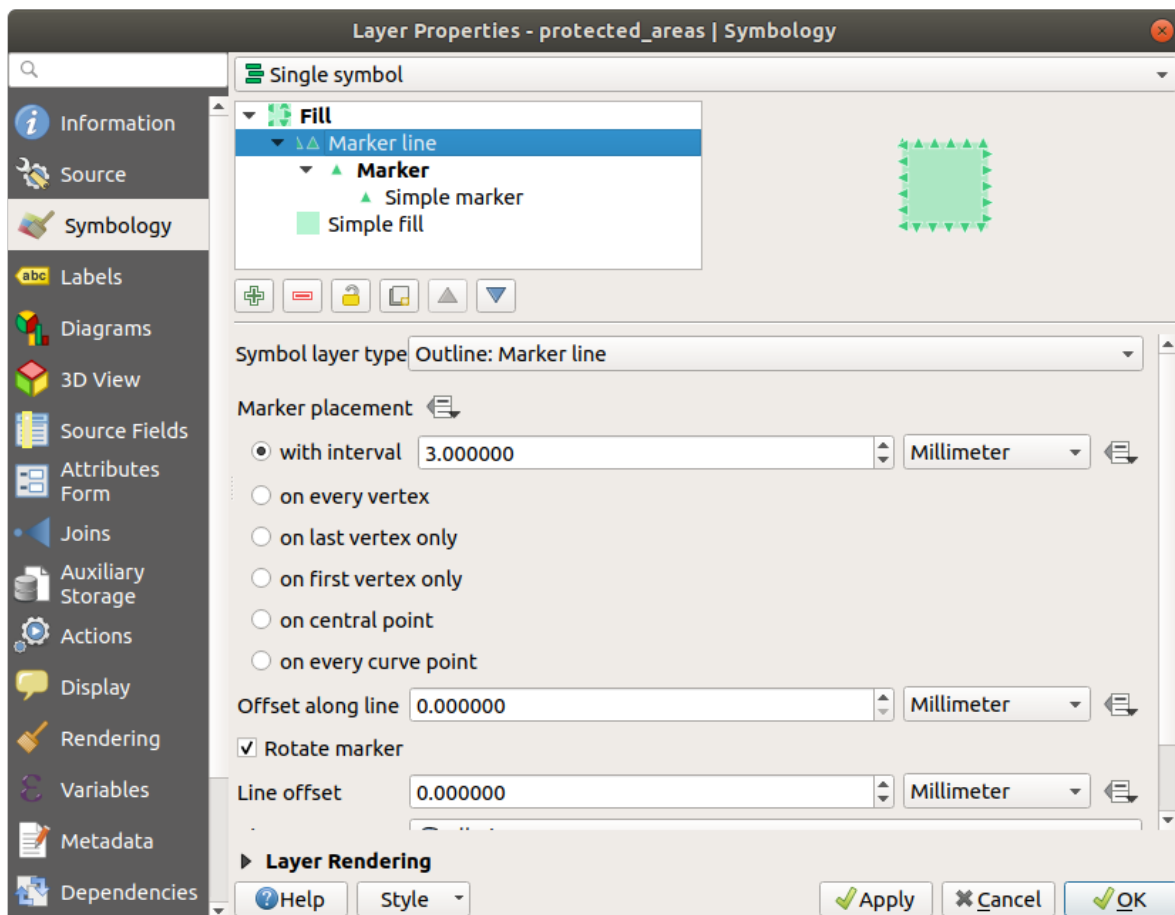 Layer Properties - protected_areas | Symbology
Single symbol
Information
Source
Symbology
abc Labels
Diagrams
3D View
Source Fields
Attributes
Form
Joins
Auxiliary
Storage
Actions
Display
Rendering
Variables
Metadata
Dependencies
Fill
Marker line
Marker
Simple marker
Simple fill
Symbol layer type Outline: Marker line
Marker placement
with interval 3.000000 Millimeter
on every vertex
on last vertex only
on first vertex only
on central point
on every curve point
Offset along line 0.000000 Millimeter
Rotate marker
Line offset 0.000000 Millimeter
Layer Rendering
Help Style Apply Cancel OK